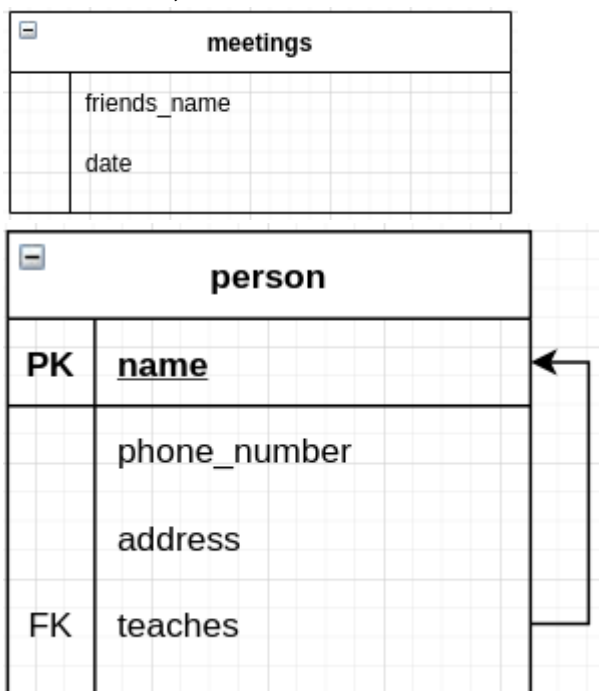 meetings
friends_name
date
person
PK name
phone_number
address
FK teaches